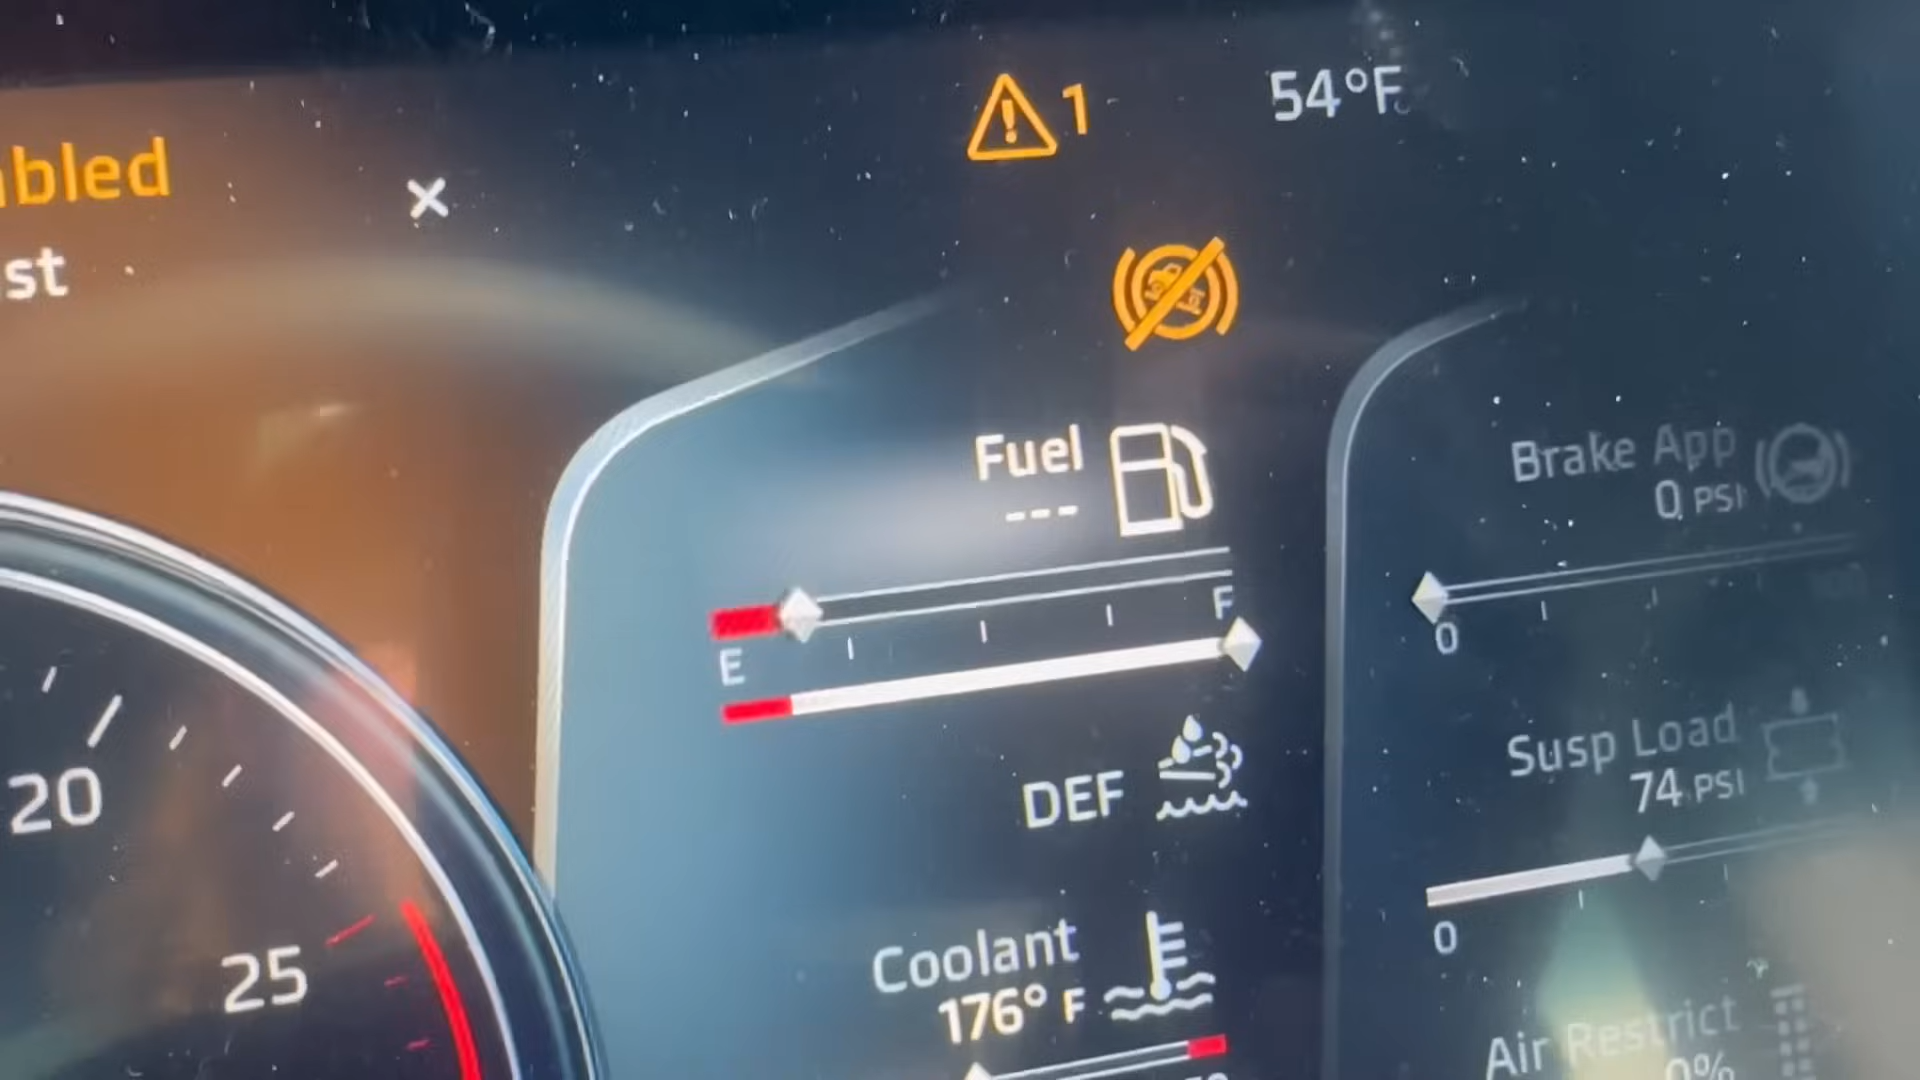 1
54°F
bled
st
Fuel
---
E
F
DEF
Coolant
176° F
Brake App
0 PSI
0
Susp Load
74 PSI
0
Air Restrict
0%
20
25